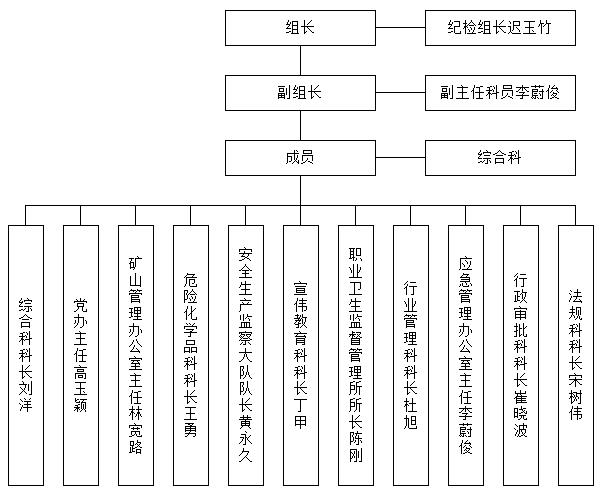 组长
纪检组长迟玉竹
副组长
副主任科员李蔚俊
成员
综合科
综合科科长刘洋
党办主任高玉颖
矿山管理办公室主任林宽路
危险化学品科科长王勇
安全生产监察大队队长黄永久
宣伟教育科科长丁甲
职业卫生监督管理所所长陈刚
行业管理科科长杜旭
应急管理办公室主任李蔚俊
行政审批科科长崔晓波
法规科科长宋树伟